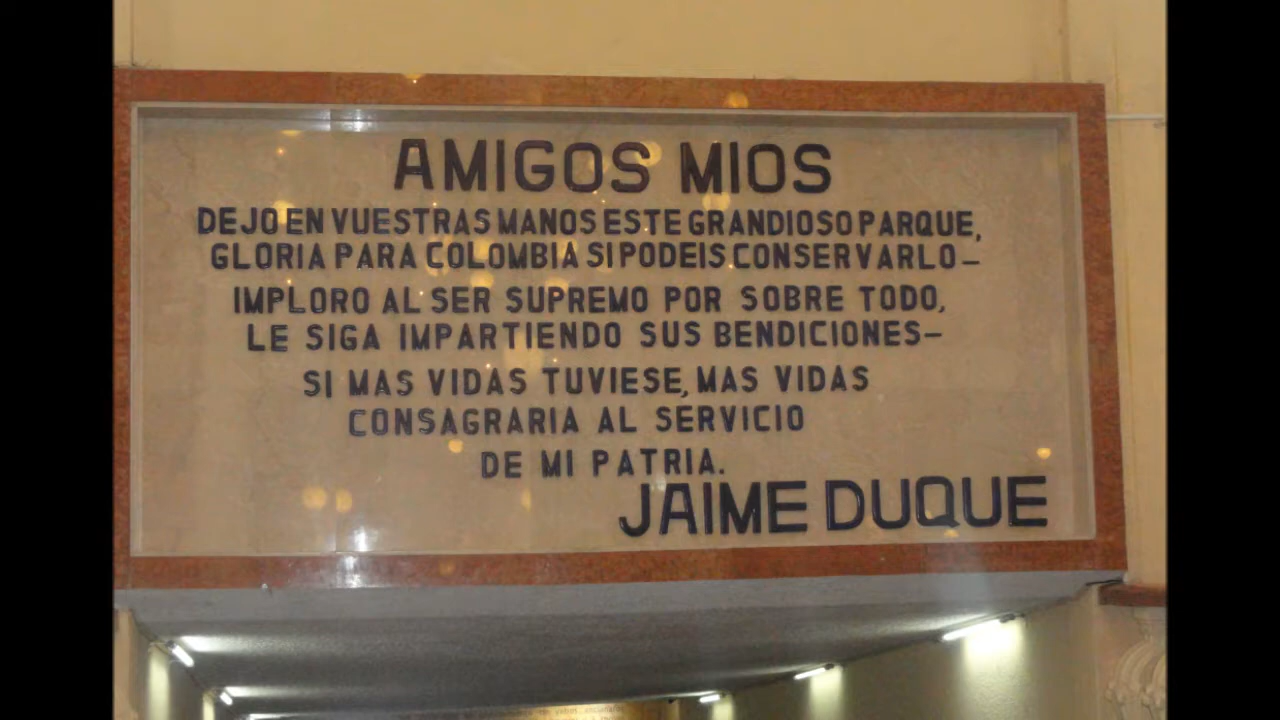 AMIGOS MIOS
DEJO EN VUESTRAS MANOS ESTE GRANDIOSO PARQUE,
GLORIA PARA COLOMBIA SI PODEIS CONSERVARLO-
IMPLORO AL SER SUPREMO POR SOBRE TODO,
LE SIGA IMPARTIENDO SUS BENDICIONES-
SI MAS VIDAS TUVIESE, MAS VIDAS
CONSAGRARIA AL SERVICIO
DE MI PATRIA.
JAIME DUQUE